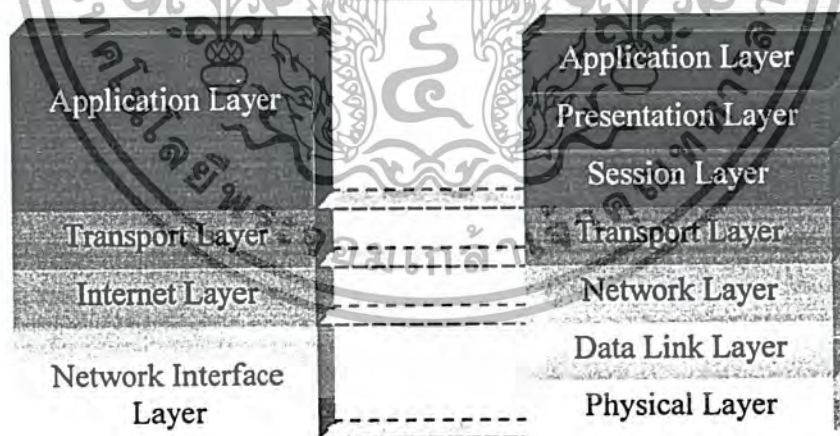 Application Layer
Transport Layer
Internet Layer
Network Interface
Layer
Application Layer
Presentation Layer
Session Layer
Transport Layer
Network Layer
Data Link Layer
Physical Layer